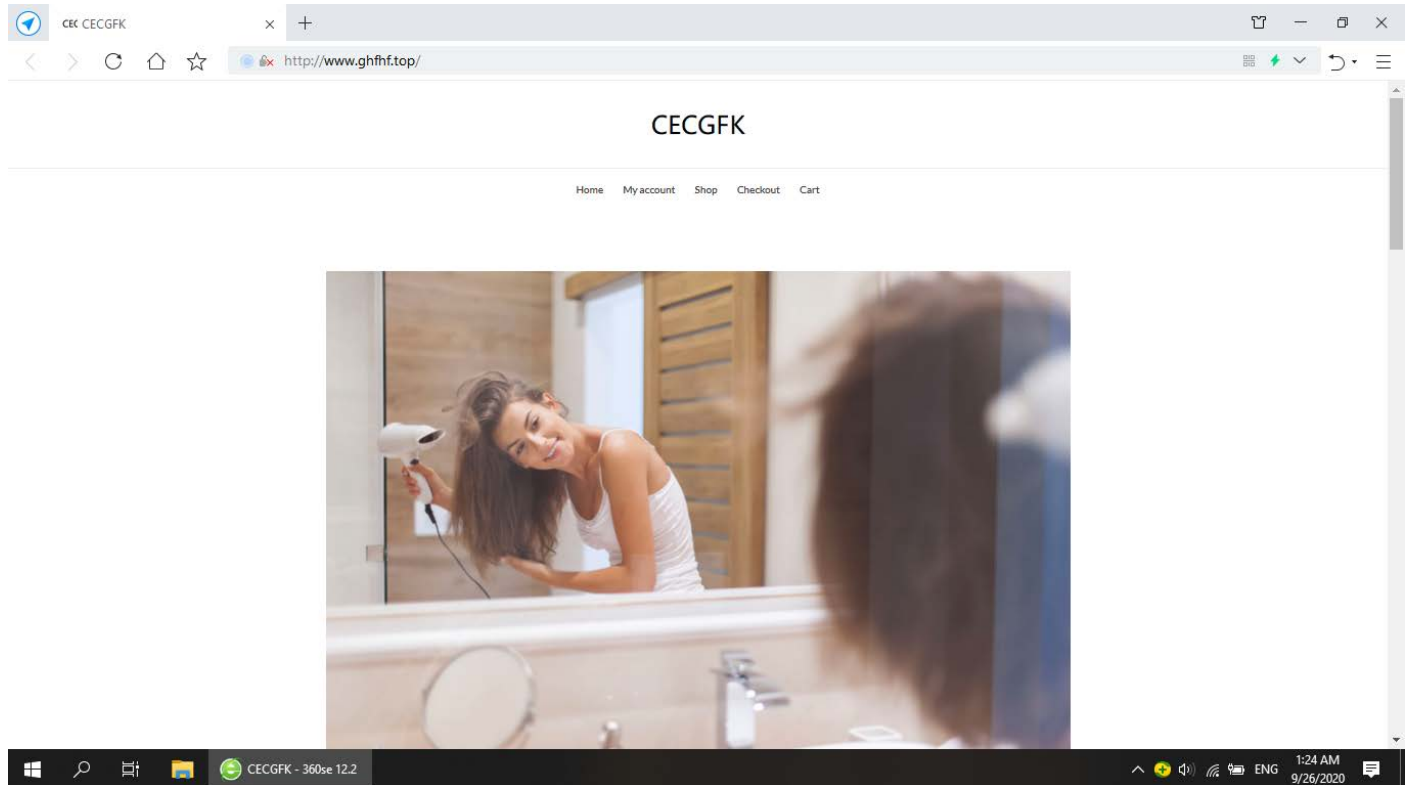 CEC CECGFK
http://www.ghfhf.top/
CECGFK
Home My account Shop Checkout Cart
CECGFK - 360se 12.2
ENG
1:24 AM
9/26/2020